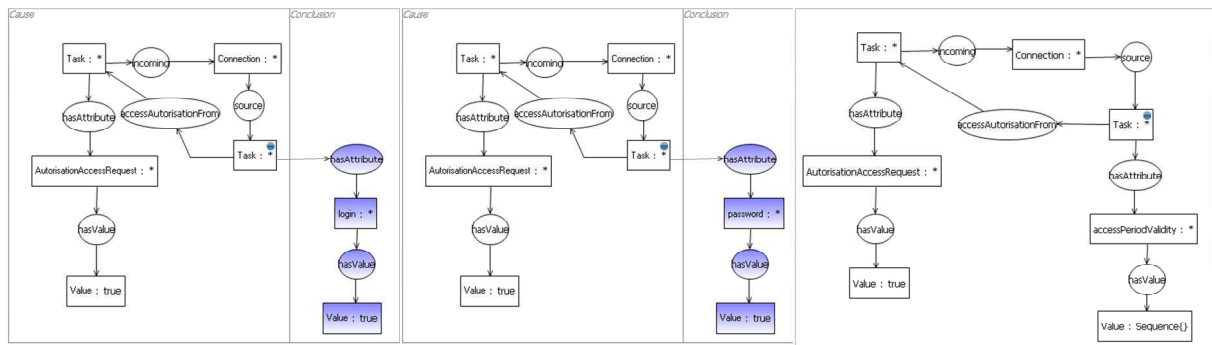 Cause
Conclusion
Task : *
incoming
Connection : *
hasAttribute
accessAutorisationFrom
source
AutorisationAccessRequest : *
Task : *
hasAttribute
hasValue
login : *
hasValue
Value : true
Value : true
Cause
Conclusion
Task : *
incoming
Connection : *
hasAttribute
accessAutorisationFrom
source
AutorisationAccessRequest : *
Task : *
hasAttribute
hasValue
password : *
hasValue
Value : true
Value : true
Task : *
incoming
Connection : *
source
hasAttribute
accessAutorisationFrom
Task : *
AutorisationAccessRequest : *
hasAttribute
hasValue
accessPeriodValidity : *
Value : true
hasValue
Value : Sequence{}